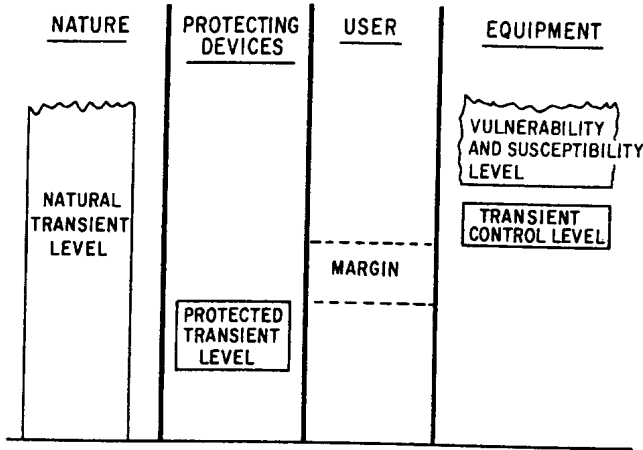 NATURE
PROTECTING
DEVICES
USER
EQUIPMENT
NATURAL
TRANSIENT
LEVEL
PROTECTED
TRANSIENT
LEVEL
MARGIN
VULNERABILITY
AND SUSCEPTIBILITY
LEVEL
TRANSIENT
CONTROL LEVEL